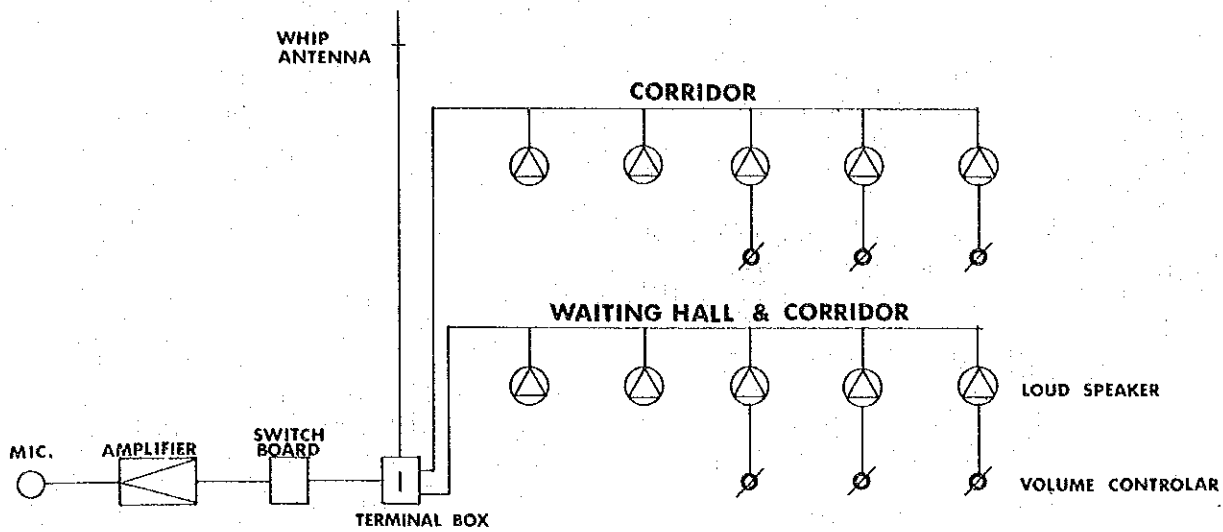 WHIP
ANTENNA
CORRIDOR
WAITING HALL & CORRIDOR
LOUD SPEAKER
MIC.
AMPLIFIER
SWITCH
BOARD
VOLUME CONTROLAR
TERMINAL BOX